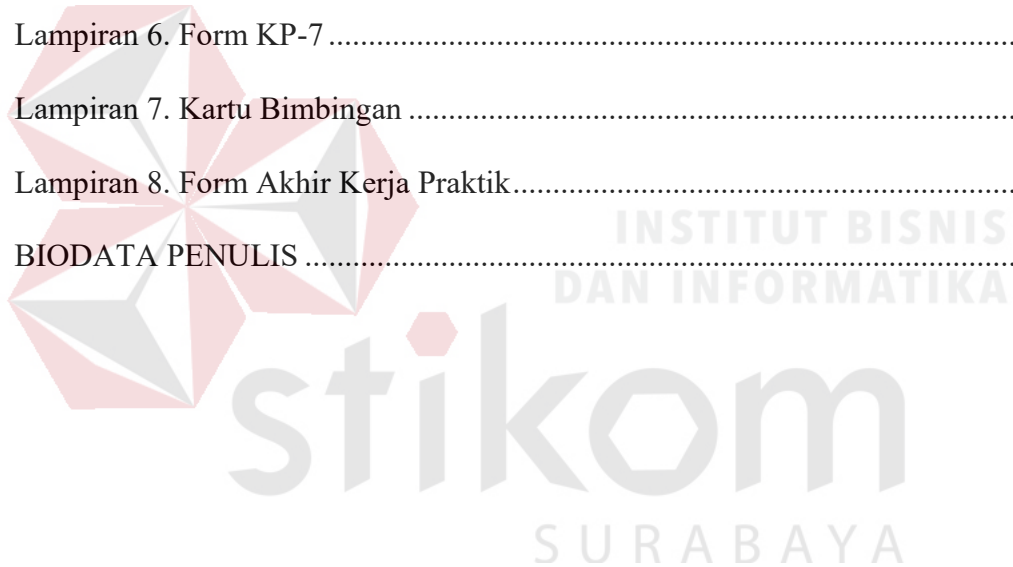 Lampiran 6. Form KP-7 ........................................................................................
Lampiran 7. Kartu Bimbingan ..............................................................................
Lampiran 8. Form Akhir Kerja Praktik.................................................................
BIODATA PENULIS ...........................................................................................
INSTITUT BISNIS
DAN INFORMATIKA
stikom
SURABAYA